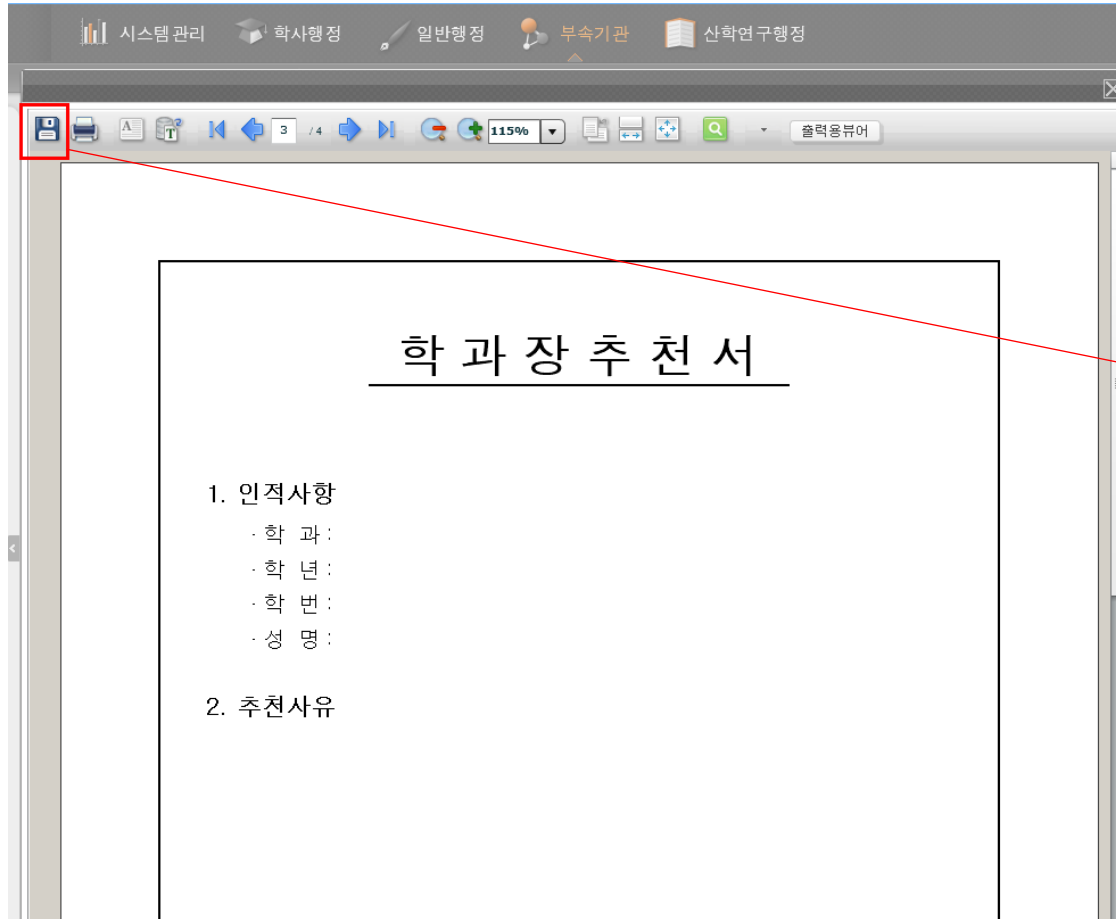 시스템관리 학사행정 일반행정 부속기관 산학연구행정
3 /4 115% 출력용뷰어
학과장추천서
1. 인적사항
·학 과:
·학 년:
·학 번:
·성 명:
2. 추천사유